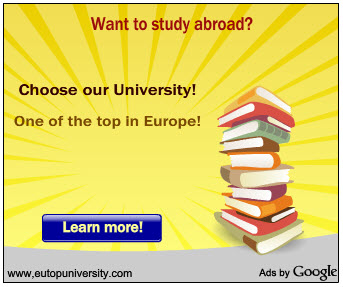 Want to study abroad?
Choose our University!
One of the top in Europe!
Learn more!
www.eutopuniversity.com Ads by Google